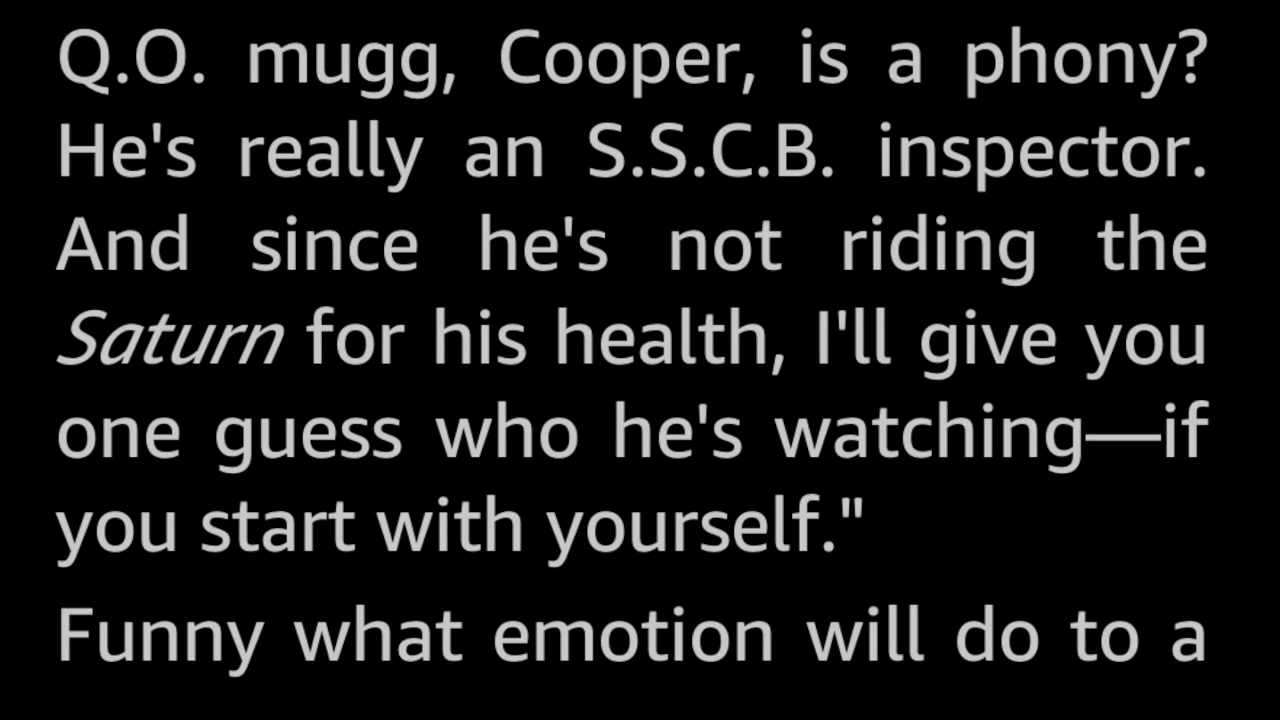 Q.O. mugg, Cooper, is a phony?
He's really an S.S.C.B. inspector.
And since he's not riding the
Saturn for his health, I'll give you
one guess who he's watching—if
you start with yourself."
Funny what emotion will do to a